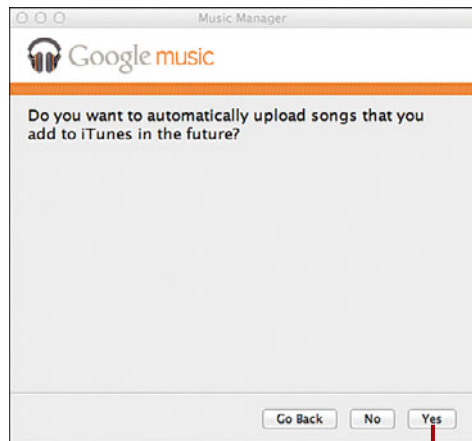 Music Manager
Google music
Do you want to automatically upload songs that you
add to iTunes in the future?
Go Back No Yes